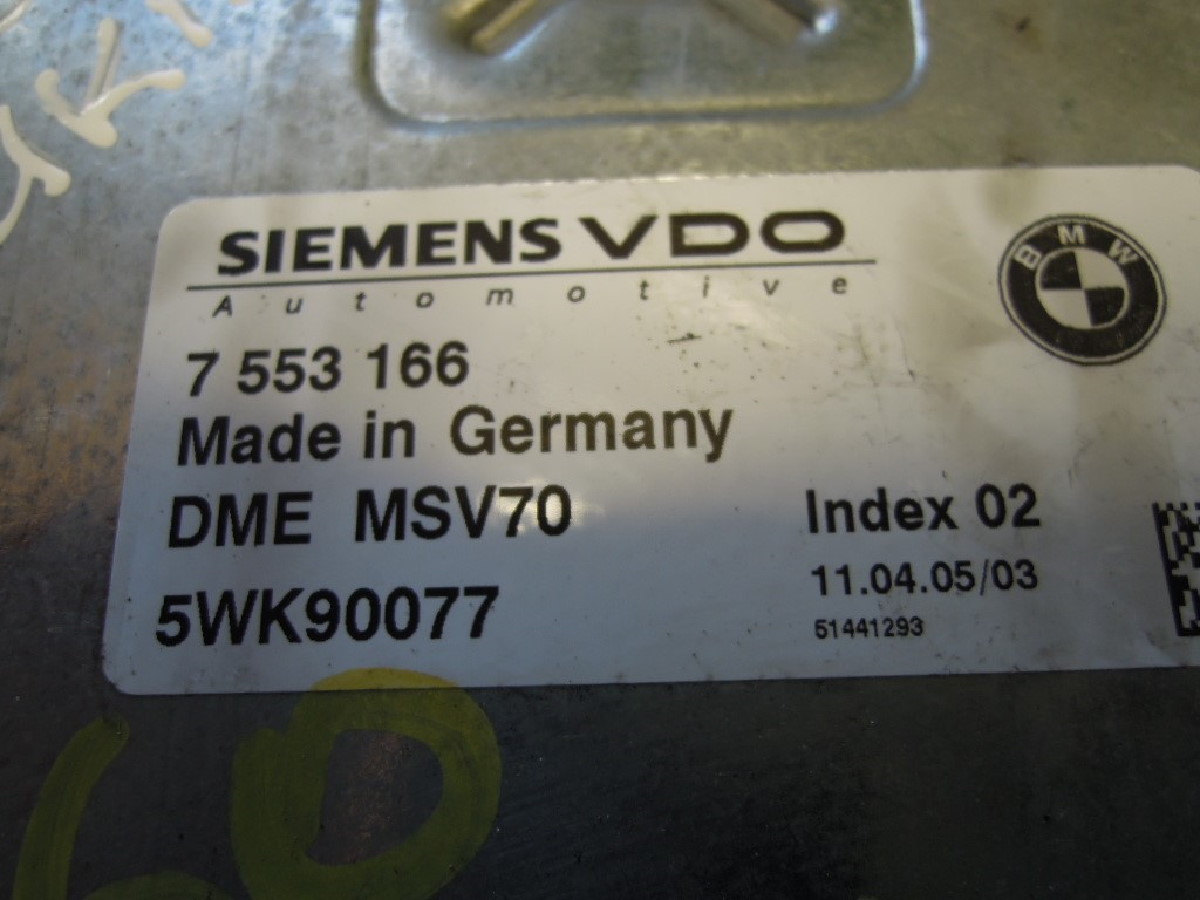 SIEMENS VDO
Automotive
BMW
7 553 166
Made in Germany
DME MSV70
Index 02
5WK90077
11.04.05/03
51441293